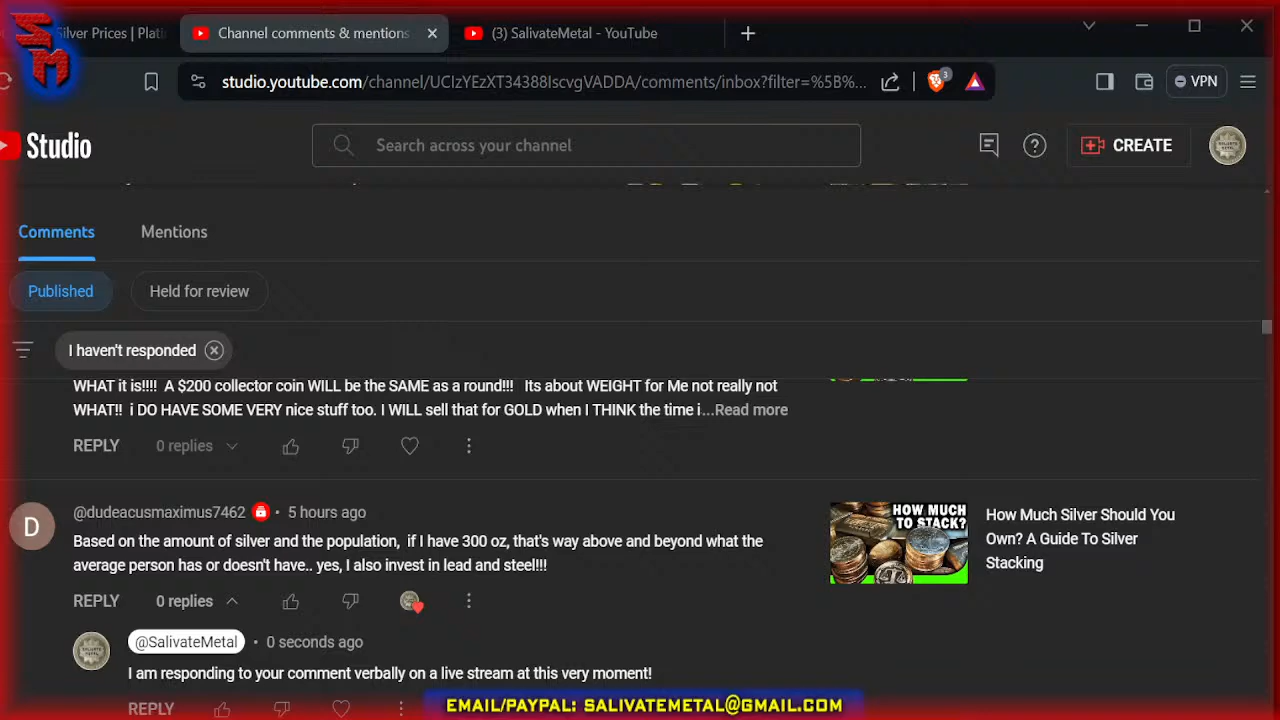 SM
Silver Prices | Plati
Channel comments & mentions
(3) SalivateMetal - YouTube
studio.youtube.com/channel/UCIzYEzXT34388IscvgVADDA/comments/inbox?filter=%5B%...
3
VPN
Studio
Search across your channel
CREATE
Comments
Mentions
Published
Held for review
I haven't responded
WHAT it is!!!! A $200 collector coin WILL be the SAME as a round!!! Its about WEIGHT for Me not really not
WHAT!! i DO HAVE SOME VERY nice stuff too. I WILL sell that for GOLD when I THINK the time i...Read more
REPLY
0 replies
D
@dudeacusmaximus7462 • 5 hours ago
Based on the amount of silver and the population, if I have 300 oz, that's way above and beyond what the
average person has or doesn't have.. yes, I also invest in lead and steel!!!
HOW MUCH
TO STACK?
How Much Silver Should You
Own? A Guide To Silver
Stacking
REPLY
0 replies
@SalivateMetal • 0 seconds ago
I am responding to your comment verbally on a live stream at this very moment!
REPLY
EMAIL/PAYPAL: SALIVATEMETAL@GMAIL.COM